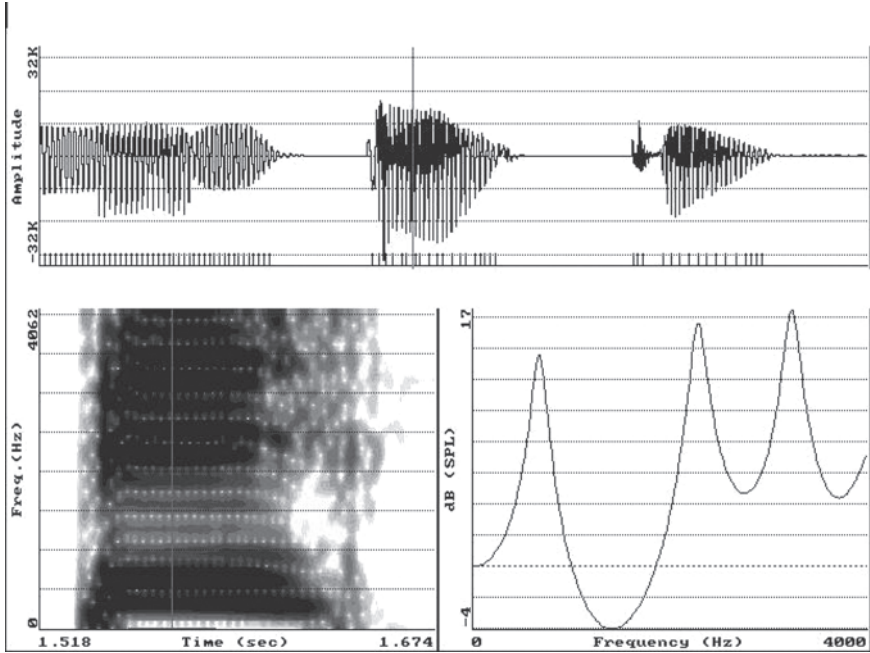 32K
Amplitude
-32K
4062
Freq.(Hz)
0
1.518 Time (sec) 1.674
17
dB (SPL)
-4
0 Frequency (Hz) 4000